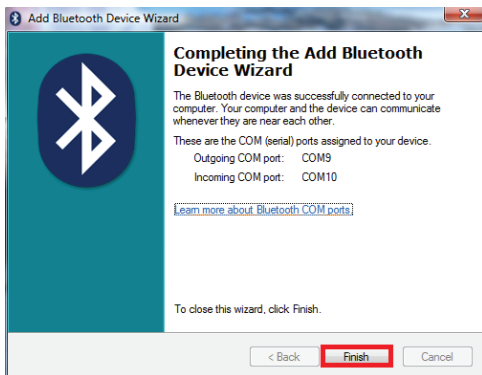 Add Bluetooth Device Wizard
Completing the Add Bluetooth
Device Wizard
The Bluetooth device was successfully connected to your
computer. Your computer and the device can communicate
whenever they are near each other.
These are the COM (serial) ports assigned to your device.
Outgoing COM port: COM9
Incoming COM port: COM10
Learn more about Bluetooth COM ports.
To close this wizard, click Finish.
< Back Finish Cancel